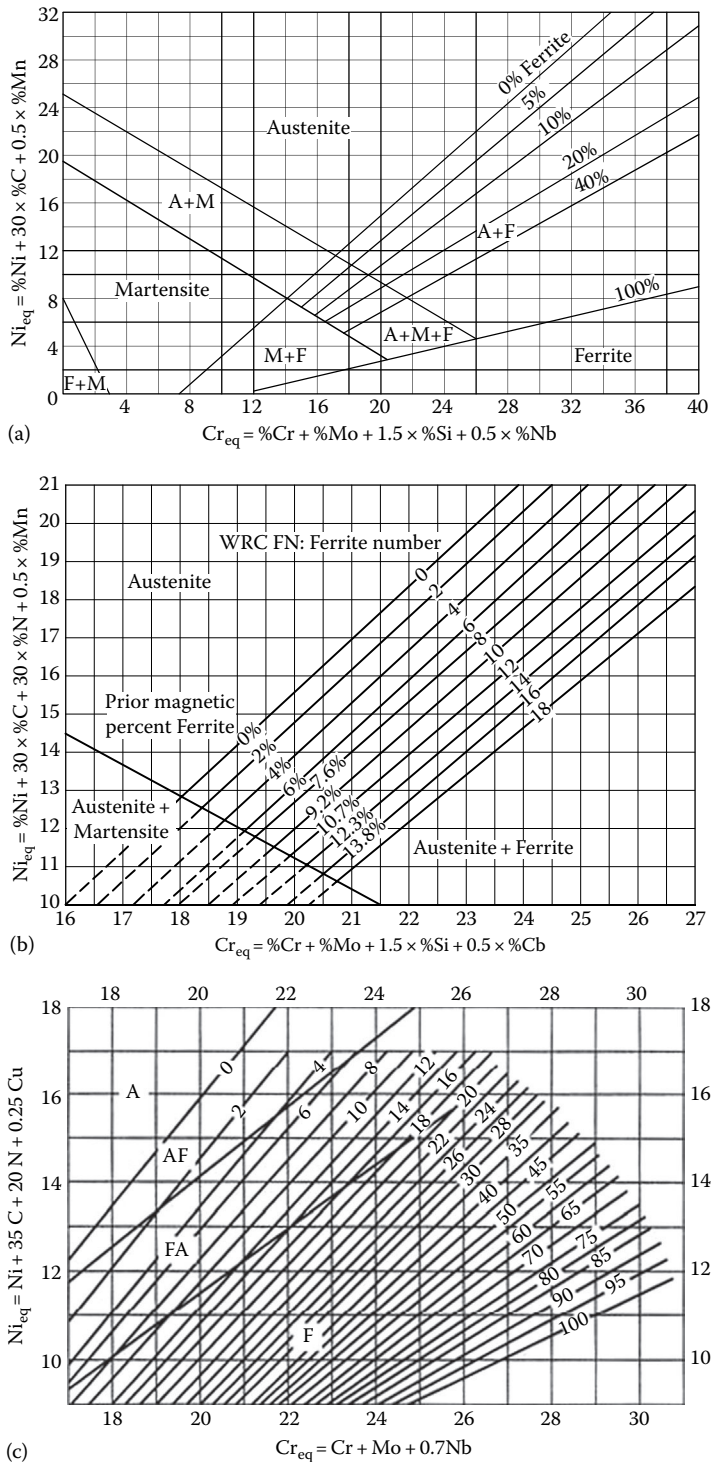 32
28
24
20
16
12
8
4
0
Ni_eq = %Ni + 30 × %C + 0.5 × %Mn
0% Ferrite
5%
10%
20%
40%
100%
Austenite
A+M
A+F
Martensite
A+M+F
M+F
Ferrite
F+M
4 8 12 16 20 24 28 32 36 40
(a)
Cr_eq = %Cr + %Mo + 1.5 × %Si + 0.5 × %Nb
21
20
19
18
17
16
15
14
13
12
11
10
Ni_eq = %Ni + 30 × %C + 30 × %N + 0.5 × %Mn
WRC FN: Ferrite number
Austenite
0
2
4
6
8
10
12
14
16
18
Prior magnetic
percent Ferrite
0%
2%
4%
6%
7.6%
9.2%
10.7%
12.3%
13.8%
Austenite +
Martensite
Austenite + Ferrite
16 17 18 19 20 21 22 23 24 25 26 27
(b)
Cr_eq = %Cr + %Mo + 1.5 × %Si + 0.5 × %Cb
18 20 22 24 26 28 30
18
16
14
12
10
18
16
14
12
10
Ni_eq = Ni + 35 C + 20 N + 0.25 Cu
A
AF
FA
F
0
2
4
6
8
10
12
14
16
18
20
22
24
26
28
30
35
40
45
50
55
60
65
70
75
80
85
90
95
100
18 20 22 24 26 28 30
(c)
Cr_eq = Cr + Mo + 0.7Nb